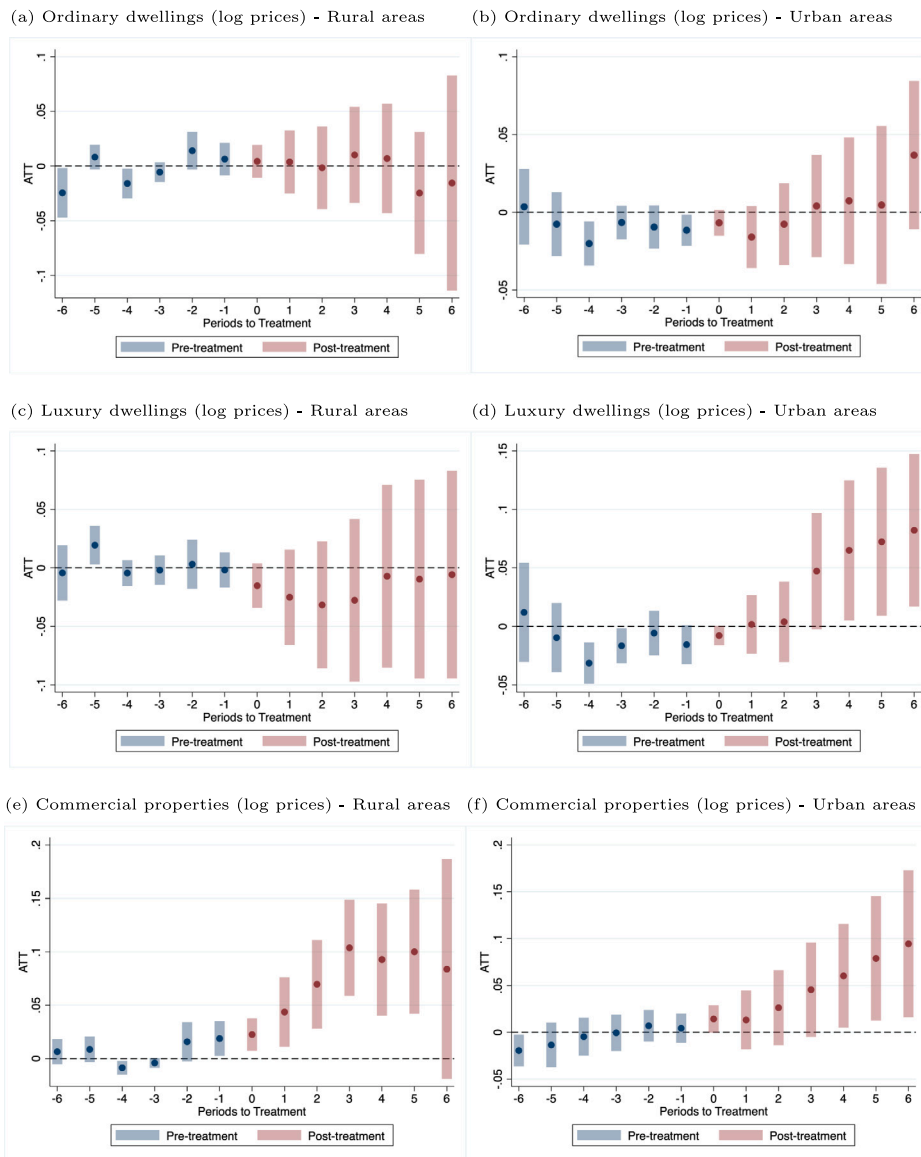 (a) Ordinary dwellings (log prices) - Rural areas
(b) Ordinary dwellings (log prices) - Urban areas
.1
.05
0
-.05
-.1
ATT
-6 -5 -4 -3 -2 -1 0 1 2 3 4 5 6
Periods to Treatment
Pre-treatment Post-treatment
.1
.05
0
-.05
ATT
-6 -5 -4 -3 -2 -1 0 1 2 3 4 5 6
Periods to Treatment
Pre-treatment Post-treatment
(c) Luxury dwellings (log prices) - Rural areas
(d) Luxury dwellings (log prices) - Urban areas
.1
.05
0
-.05
-.1
ATT
-6 -5 -4 -3 -2 -1 0 1 2 3 4 5 6
Periods to Treatment
Pre-treatment Post-treatment
.15
.1
.05
0
-.05
ATT
-6 -5 -4 -3 -2 -1 0 1 2 3 4 5 6
Periods to Treatment
Pre-treatment Post-treatment
(e) Commercial properties (log prices) - Rural areas
(f) Commercial properties (log prices) - Urban areas
.2
.15
.1
.05
0
ATT
-6 -5 -4 -3 -2 -1 0 1 2 3 4 5 6
Periods to Treatment
Pre-treatment Post-treatment
.2
.15
.1
.05
0
-.05
ATT
-6 -5 -4 -3 -2 -1 0 1 2 3 4 5 6
Periods to Treatment
Pre-treatment Post-treatment